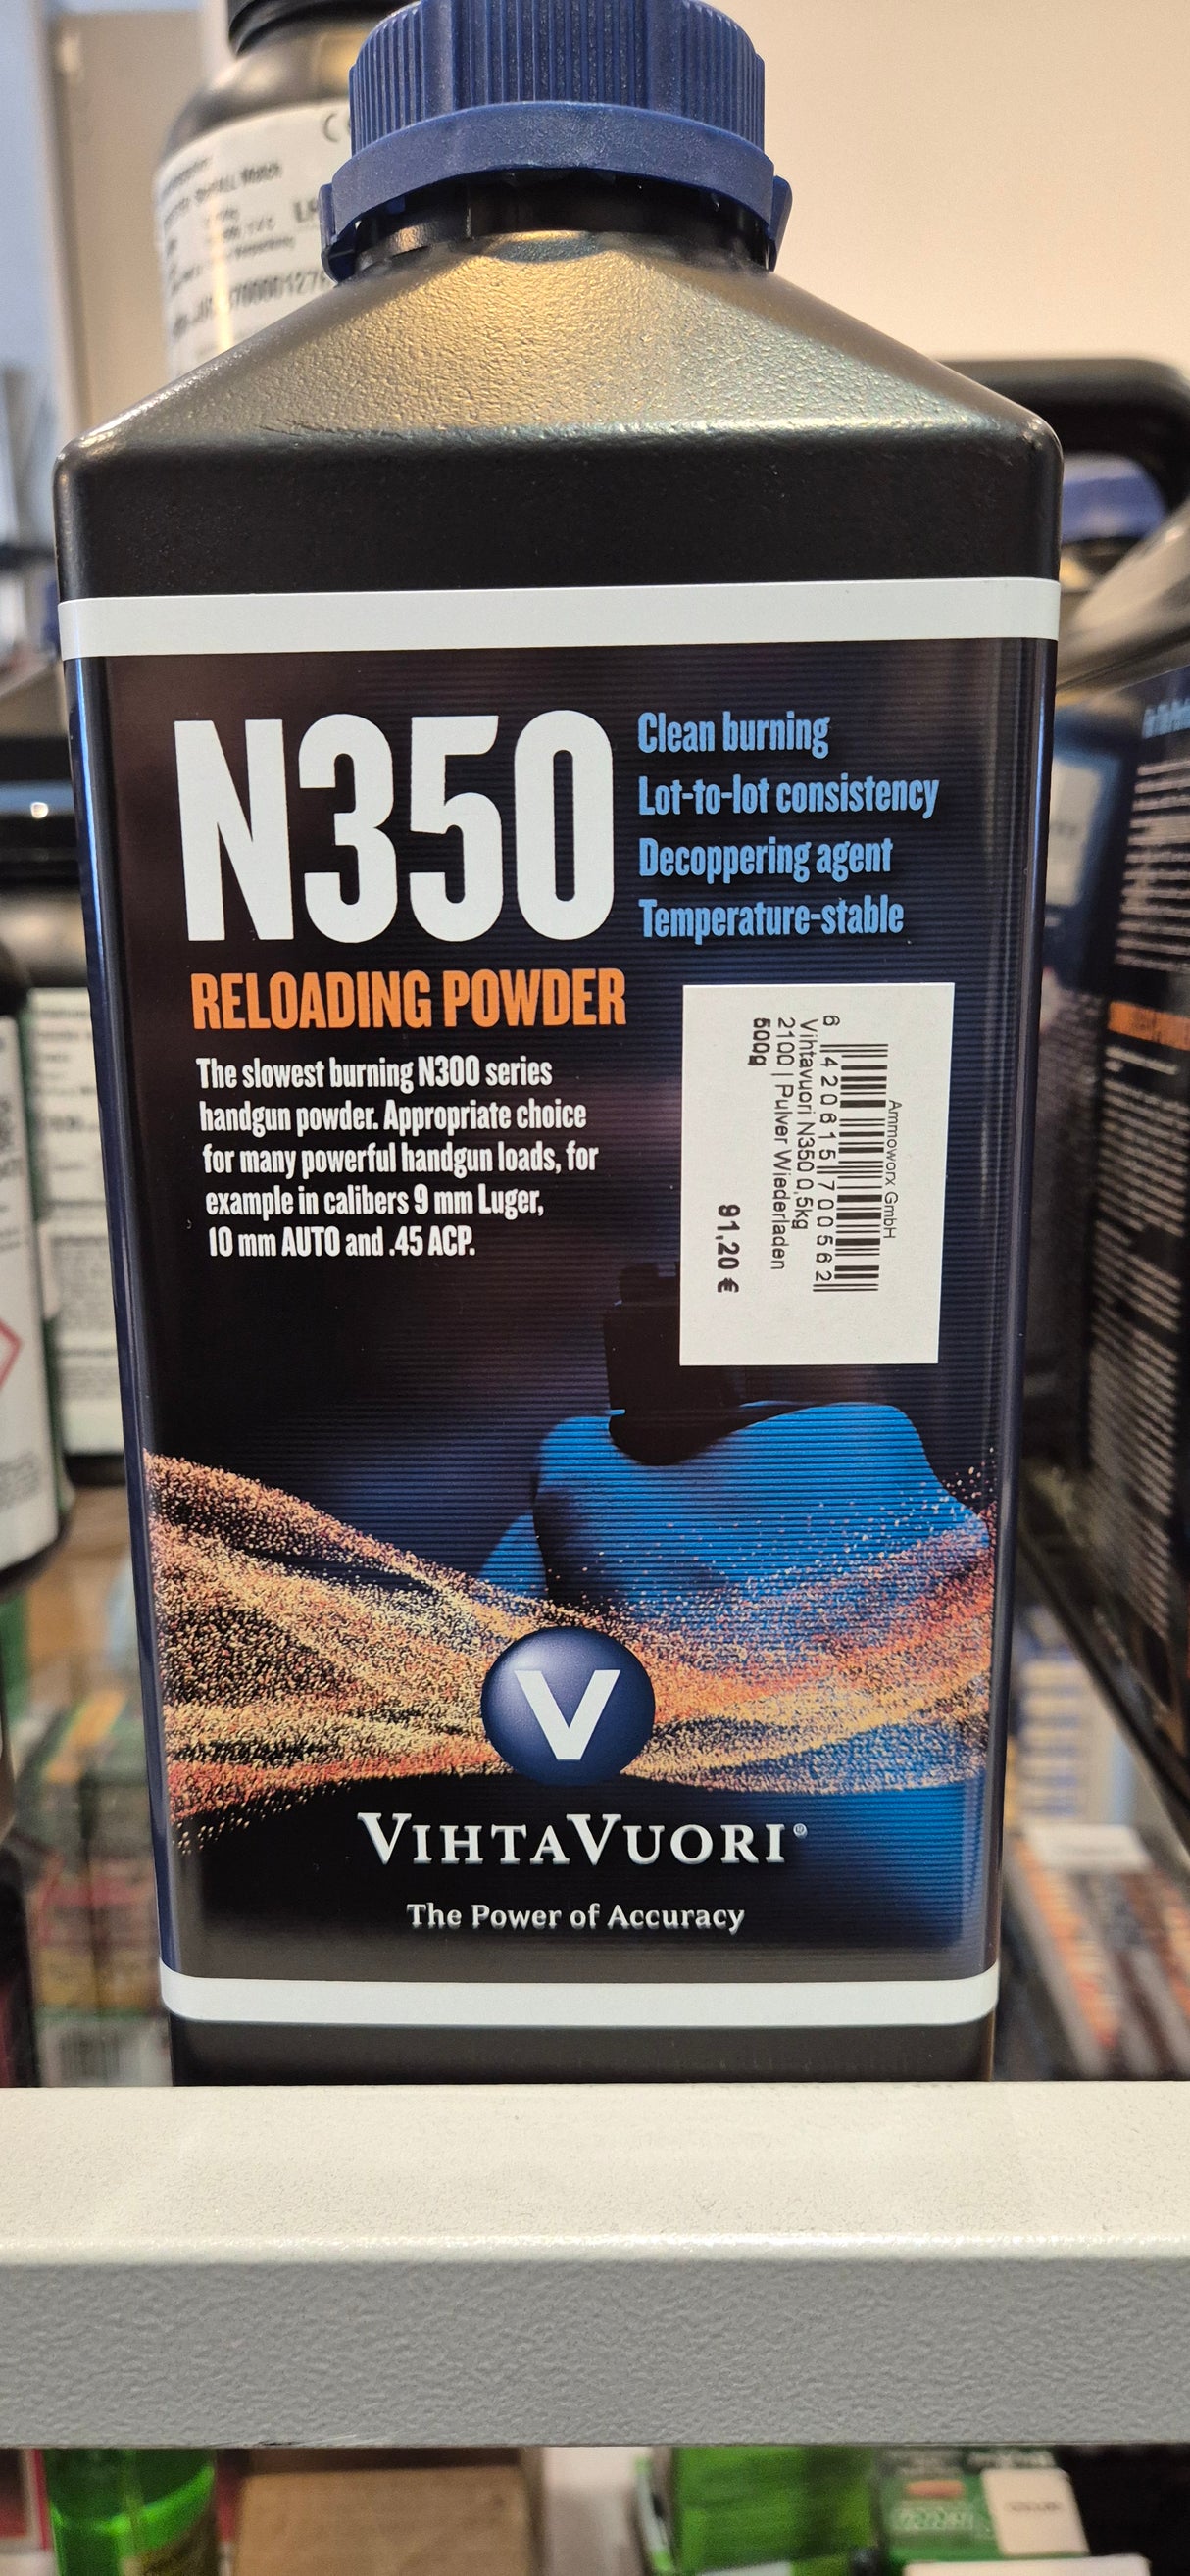 N350
Clean burning
Lot-to-lot consistency
Decoppering agent
Temperature-stable
RELOADING POWDER
The slowest burning N300 series
handgun powder. Appropriate choice
for many powerful handgun loads, for
example in calibers 9 mm Luger,
10 mm AUTO and .45 ACP.
Ammoworx GmbH
6 420615 700562
Vihtavuori N350 0,5kg
2100 | Pulver Wiederladen
500g
91,20 €
V
VIHTAVUORI®
The Power of Accuracy